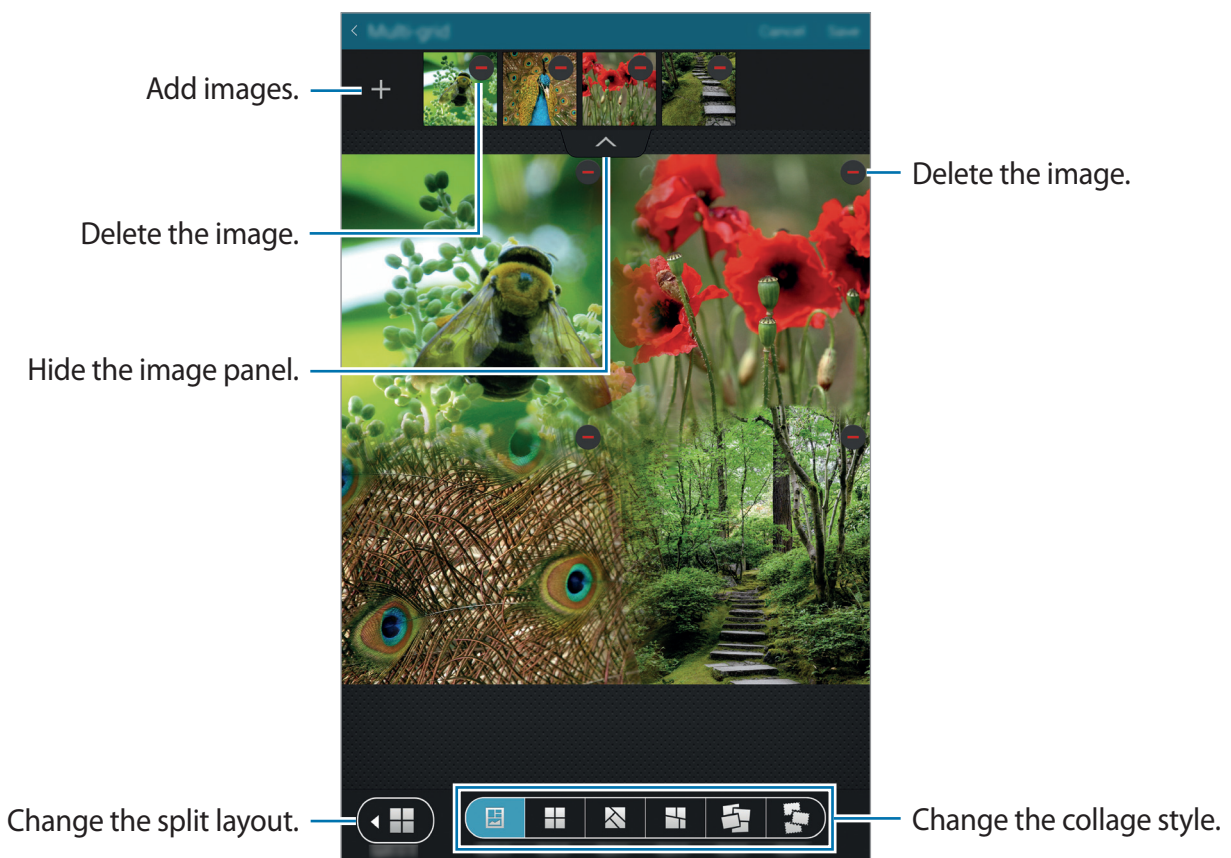 Multi-grid
Cancel Save
Add images.
Delete the image.
Delete the image.
Hide the image panel.
Change the split layout.
Change the collage style.